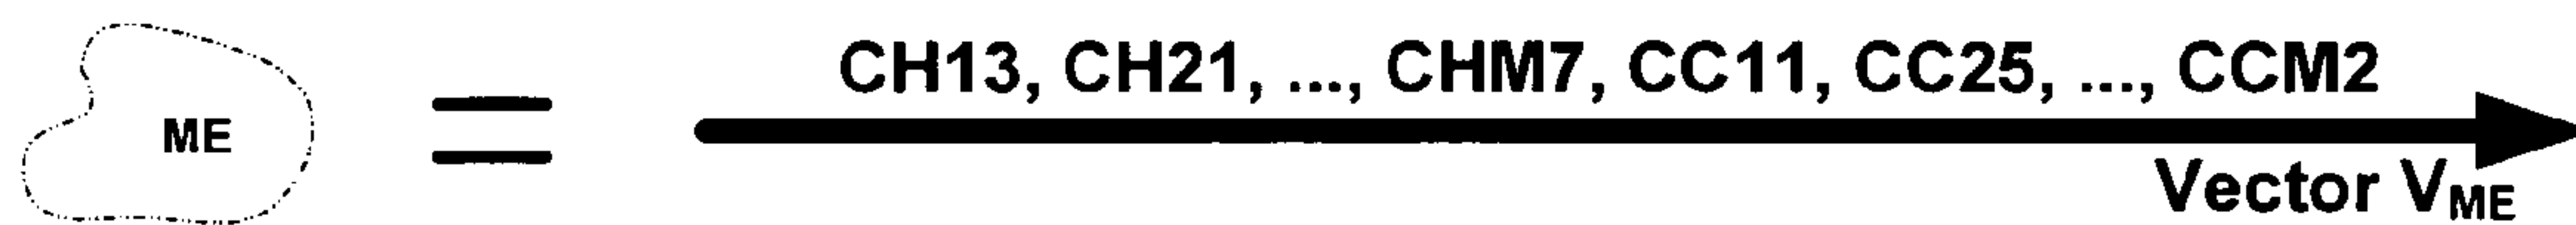 ME
=
CH13, CH21, ..., CHM7, CC11, CC25, ..., CCM2
Vector VME